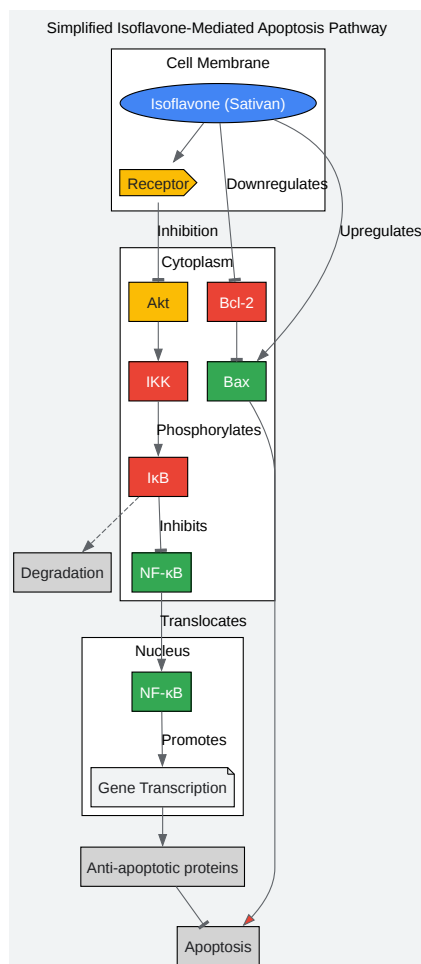 Simplified Isoflavone-Mediated Apoptosis Pathway
Cell Membrane
Isoflavone (Sativan)
Receptor
Downregulates
Inhibition
Upregulates
Cytoplasm
Akt
Bcl-2
IKK
Bax
Phosphorylates
IκB
Inhibits
Degradation
NF-κB
Translocates
Nucleus
NF-κB
Promotes
Gene Transcription
Anti-apoptotic proteins
Apoptosis